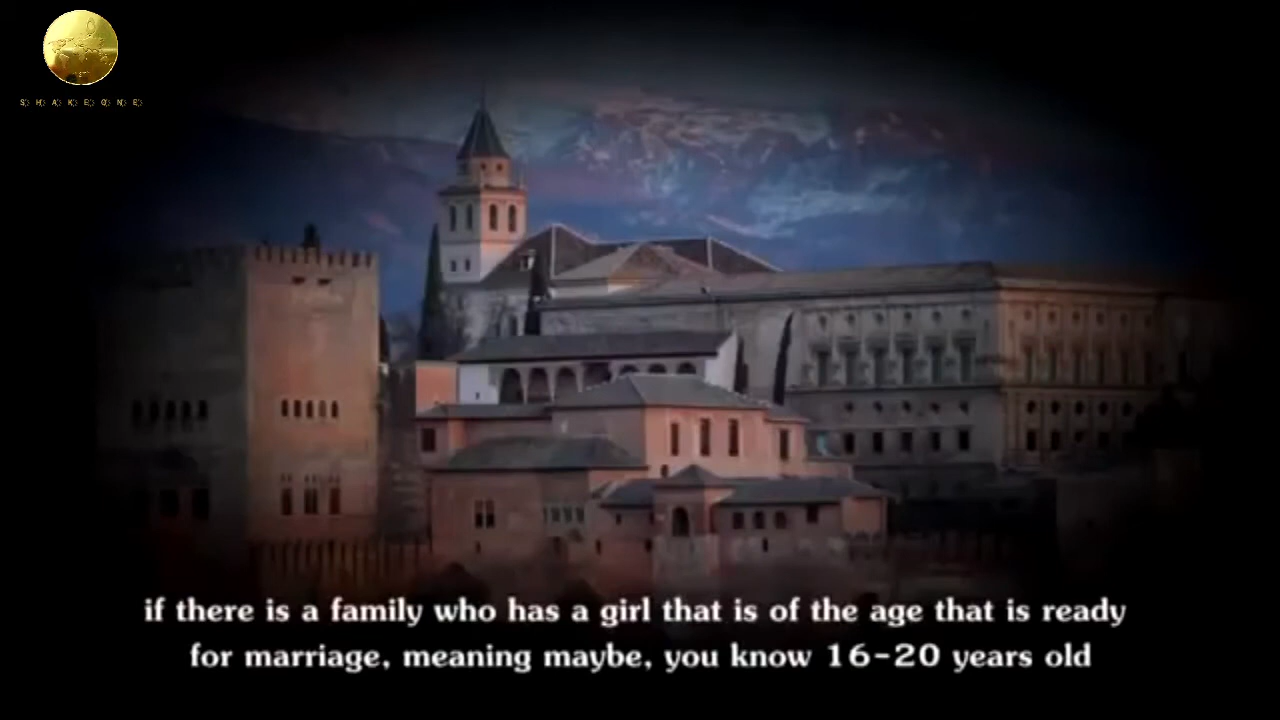 SHAKEONE
if there is a family who has a girl that is of the age that is ready
for marriage, meaning maybe, you know 16-20 years old